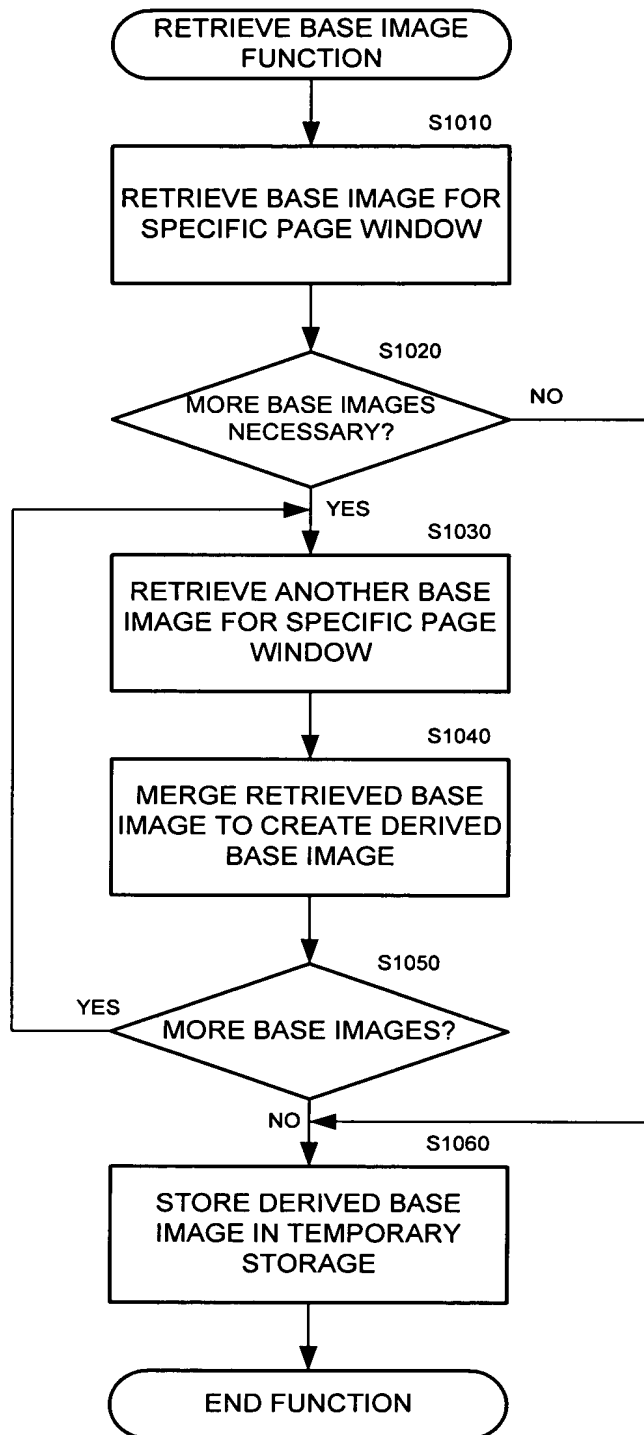 RETRIEVE BASE IMAGE
FUNCTION
S1010
RETRIEVE BASE IMAGE FOR
SPECIFIC PAGE WINDOW
S1020
MORE BASE IMAGES
NECESSARY?
NO
YES
S1030
RETRIEVE ANOTHER BASE
IMAGE FOR SPECIFIC PAGE
WINDOW
S1040
MERGE RETRIEVED BASE
IMAGE TO CREATE DERIVED
BASE IMAGE
S1050
YES
MORE BASE IMAGES?
NO
S1060
STORE DERIVED BASE
IMAGE IN TEMPORARY
STORAGE
END FUNCTION